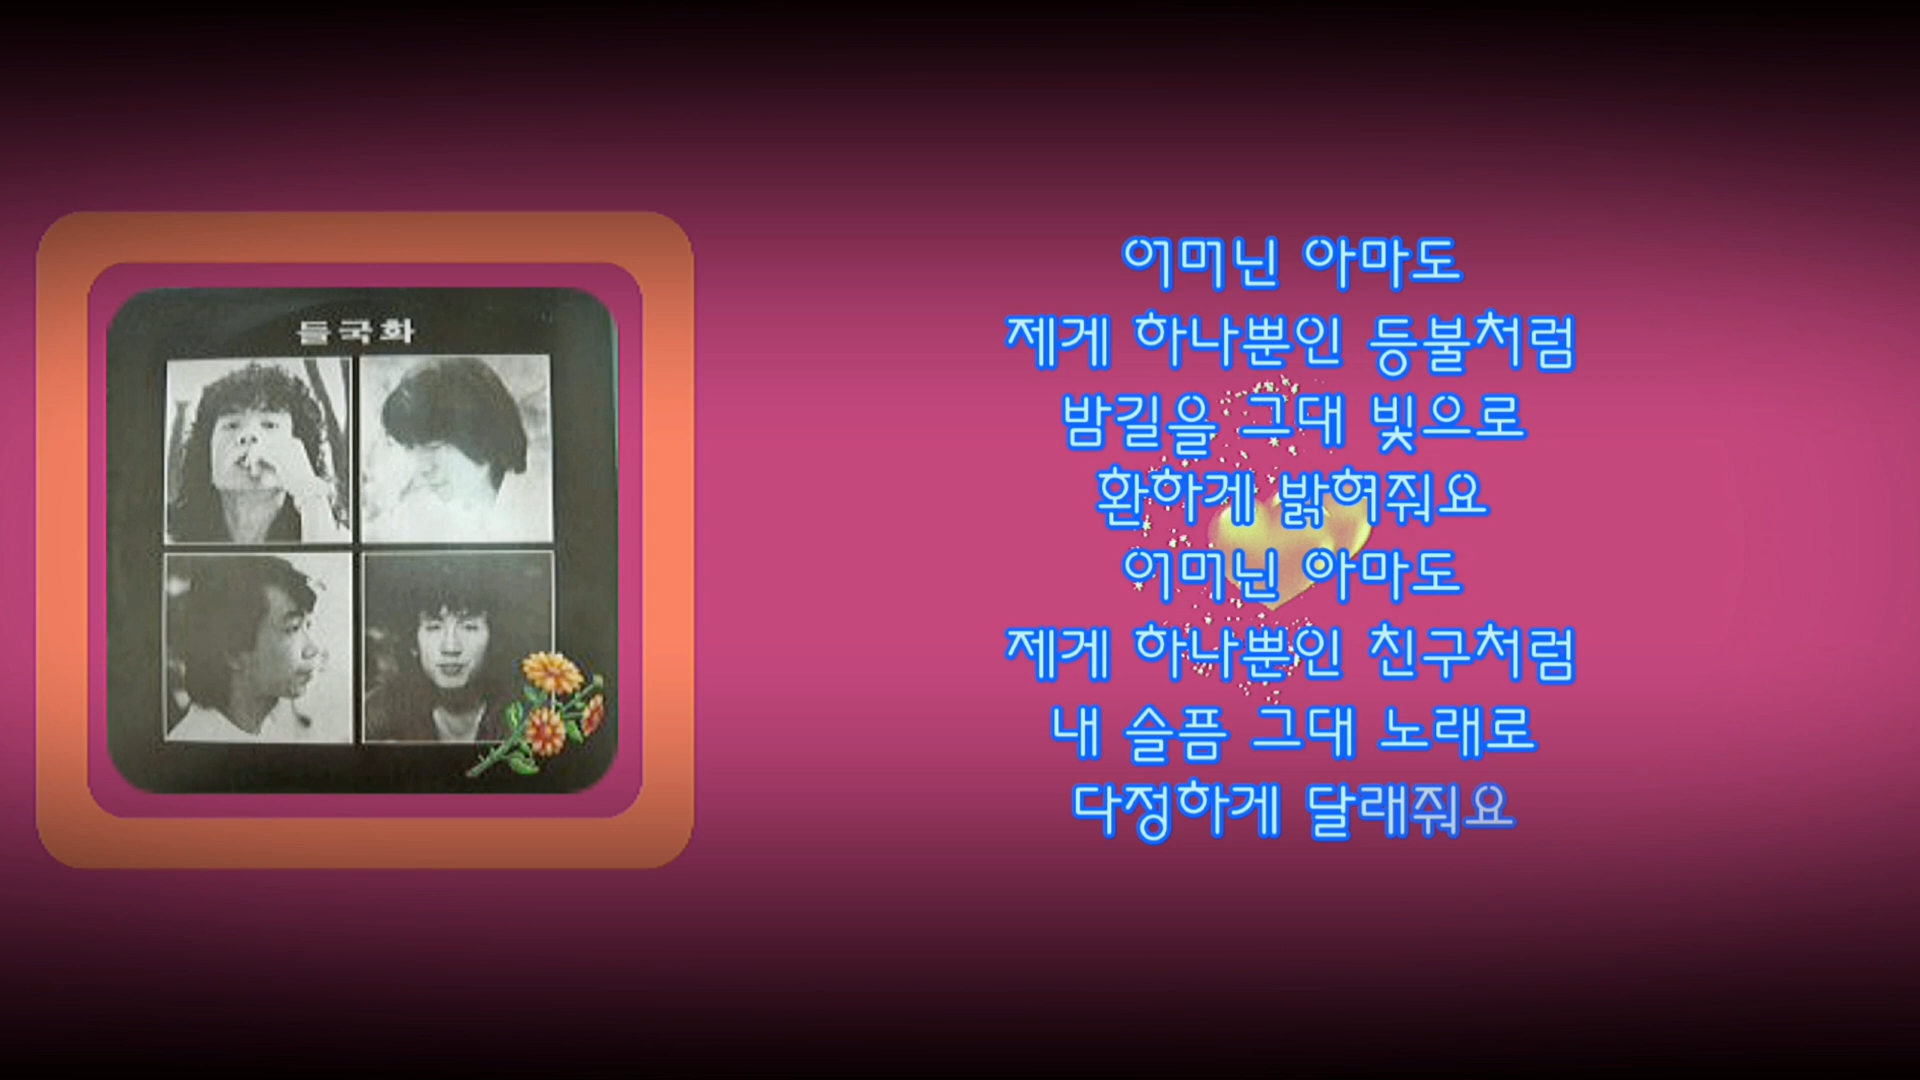 들국화
어머닌 아마도
제게 하나뿐인 등불처럼
밤길을 그대 빛으로
환하게 밝혀줘요
어머닌 아마도
제게 하나뿐인 친구처럼
내 슬픔 그대 노래로
다정하게 달래줘요